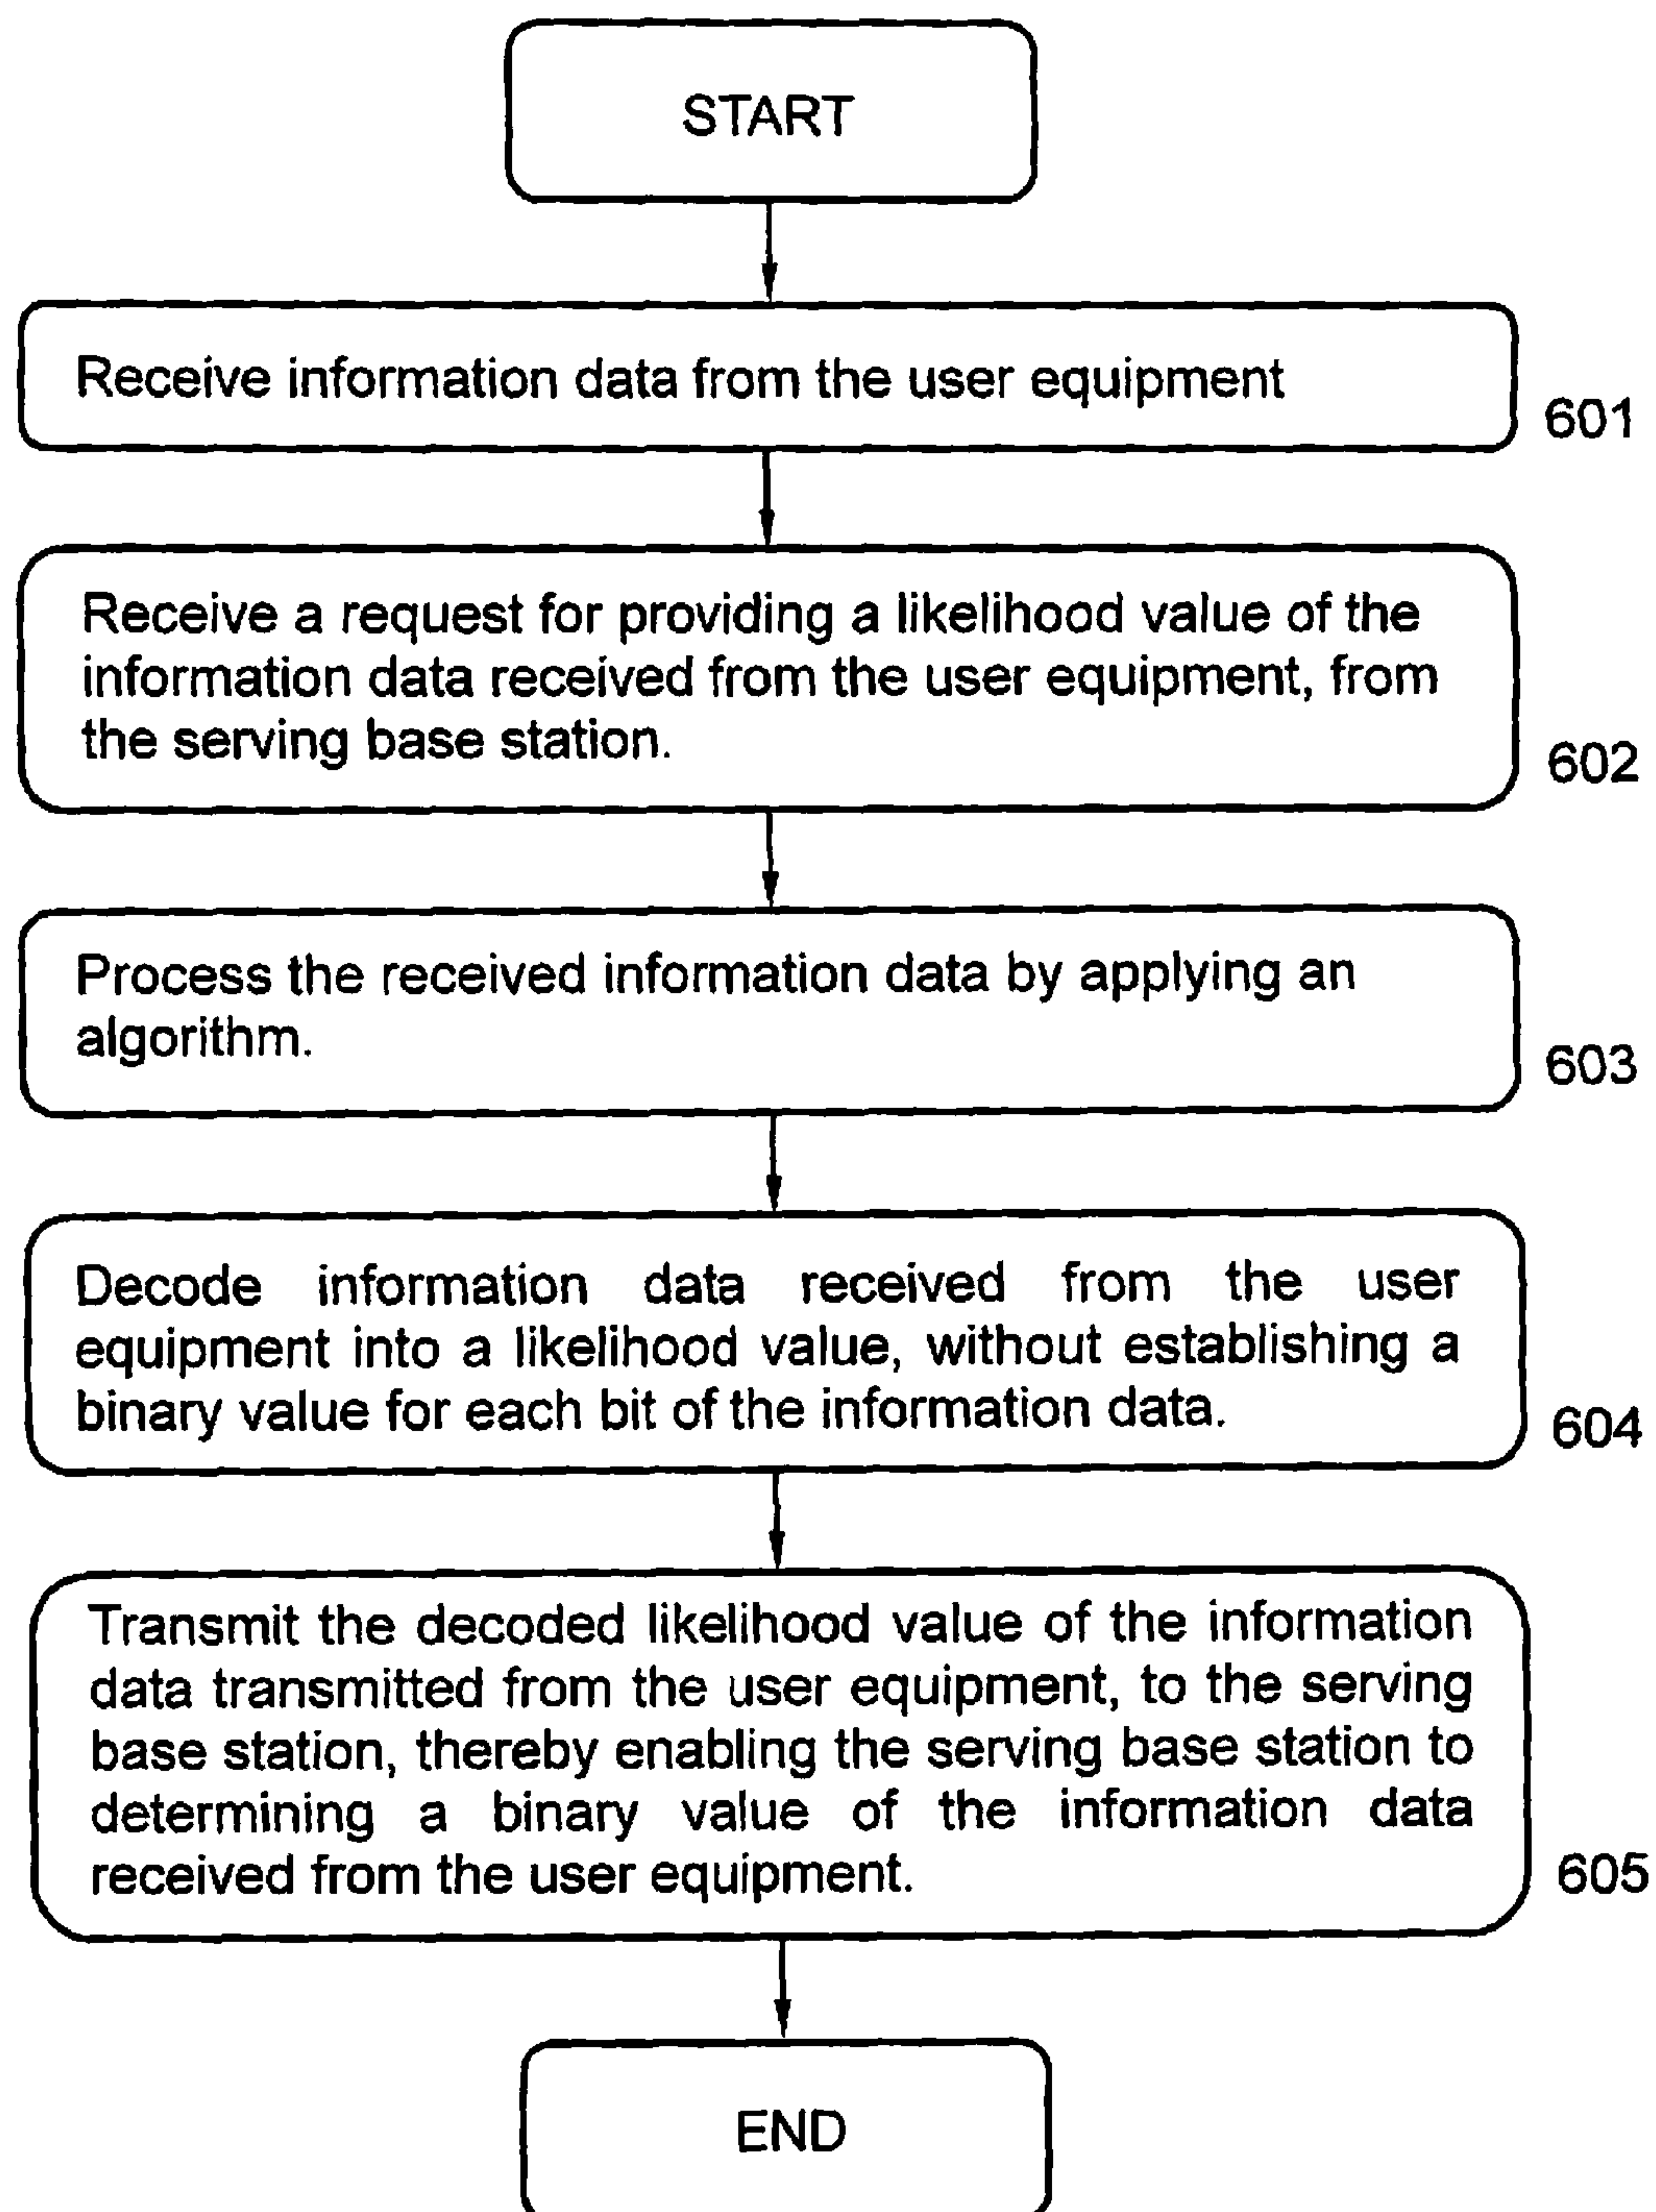 START
Receive information data from the user equipment
601
Receive a request for providing a likelihood value of the
information data received from the user equipment, from
the serving base station.
602
Process the received information data by applying an
algorithm.
603
Decode information data received from the user
equipment into a likelihood value, without establishing a
binary value for each bit of the information data.
604
Transmit the decoded likelihood value of the information
data transmitted from the user equipment, to the serving
base station, thereby enabling the serving base station to
determining a binary value of the information data
received from the user equipment.
605
END